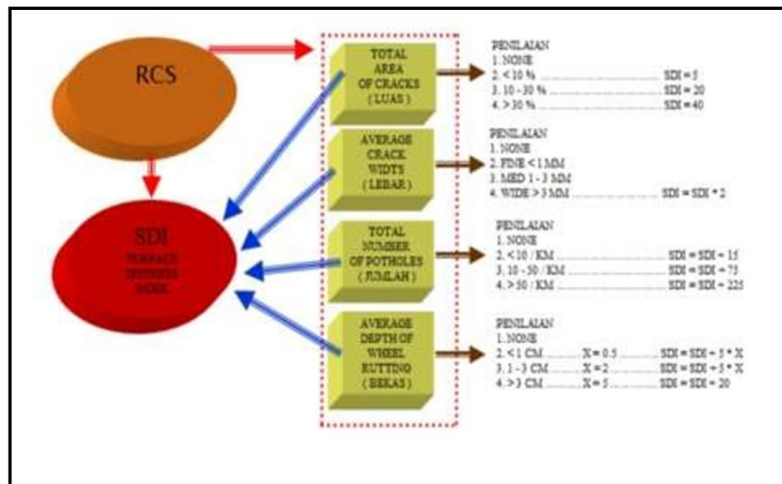 RCS
SDI
SURFACE
DISTRESS
INDEX
TOTAL
AREA
OF CRACKS
( LUAS )
PENILAIAN
1. NONE
2. < 10 % ........ SDI = 5
3. 10 - 30 % ........ SDI = 20
4. > 30 % ........ SDI = 40
AVERAGE
CRACK
WIDTS
( LEBAR )
PENILAIAN
1. NONE
2. FINE < 1 MM
3. MED 1 - 3 MM
4. WIDE > 3 MM ........ SDI = SDI * 2
TOTAL
NUMBER
OF POTHOLES
( JUMLAH )
PENILAIAN
1. NONE
2. < 10 / KM ........ SDI = SDI + 15
3. 10 - 50 / KM ........ SDI = SDI + 75
4. > 50 / KM ........ SDI = SDI + 225
AVERAGE
DEPTH OF
WHEEL
RUTTING
( BEKAS )
PENILAIAN
1. NONE
2. < 1 CM ........ X = 0.5 ........ SDI = SDI + 5 * X
3. 1 - 3 CM ........ X = 2 ........ SDI = SDI + 5 * X
4. > 3 CM ........ X = 5 ........ SDI = SDI + 20